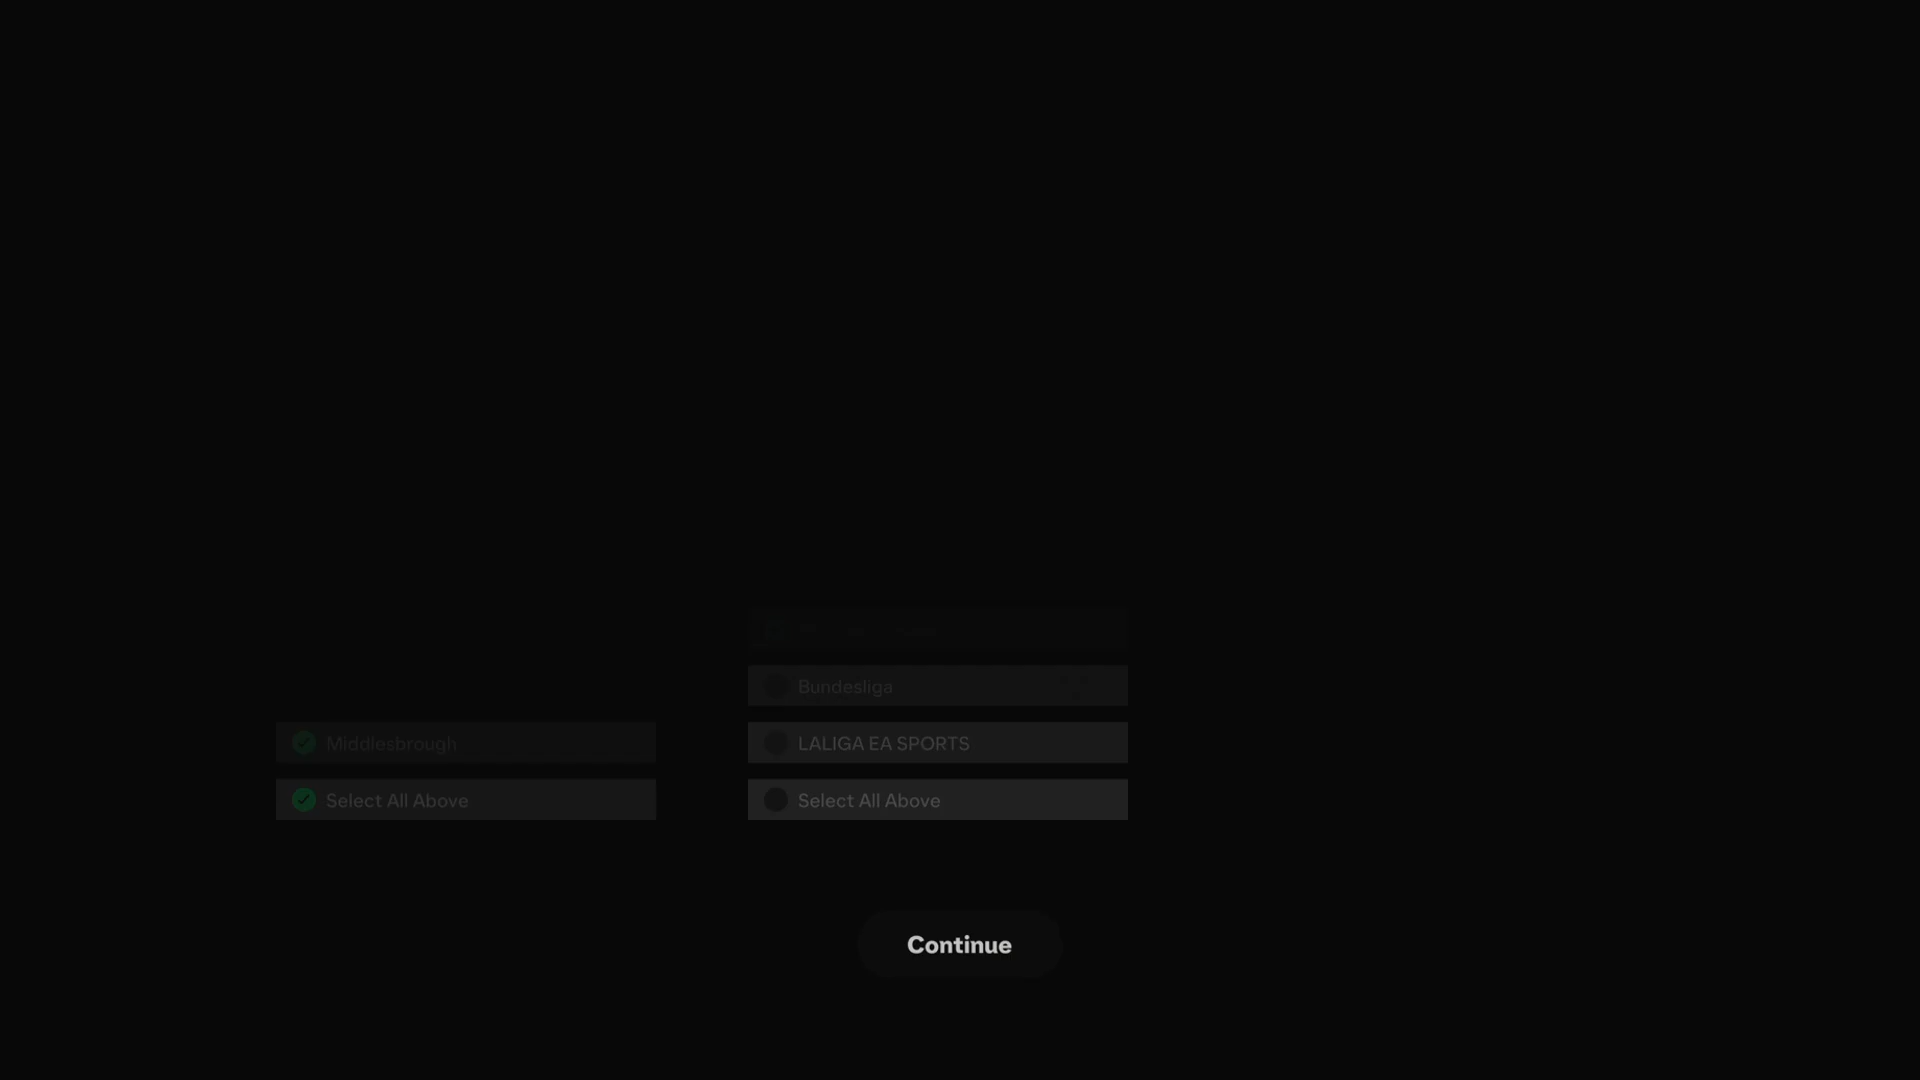 Bundesliga
Middlesbrough
LALIGA EA SPORTS
Select All Above
Select All Above
Continue